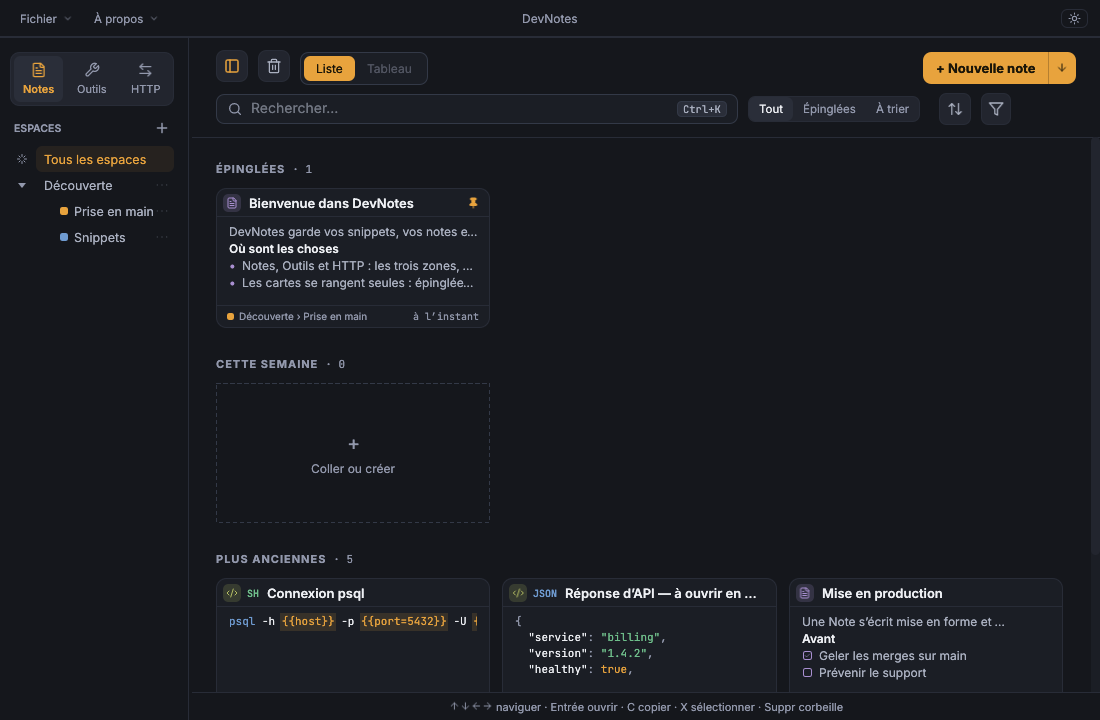 Fichier
À propos
DevNotes
Notes
Outils
HTTP
ESPACES
Tous les espaces
Découverte
Prise en main
Snippets
Liste
Tableau
+ Nouvelle note
Rechercher…
Ctrl+K
Tout
Épinglées
À trier
ÉPINGLÉES · 1
Bienvenue dans DevNotes
DevNotes garde vos snippets, vos notes e…
Où sont les choses
• Notes, Outils et HTTP : les trois zones, …
• Les cartes se rangent seules : épinglée…
Découverte › Prise en main
à l’instant
CETTE SEMAINE · 0
+
Coller ou créer
PLUS ANCIENNES · 5
SH Connexion psql
psql -h {{host}} -p {{port=5432}} -U
JSON Réponse d’API — à ouvrir en …
{
"service": "billing",
"version": "1.4.2",
"healthy": true,
Mise en production
Une Note s’écrit mise en forme et …
Avant
Geler les merges sur main
Prévenir le support
↑↓←→ naviguer · Entrée ouvrir · C copier · X sélectionner · Suppr corbeille